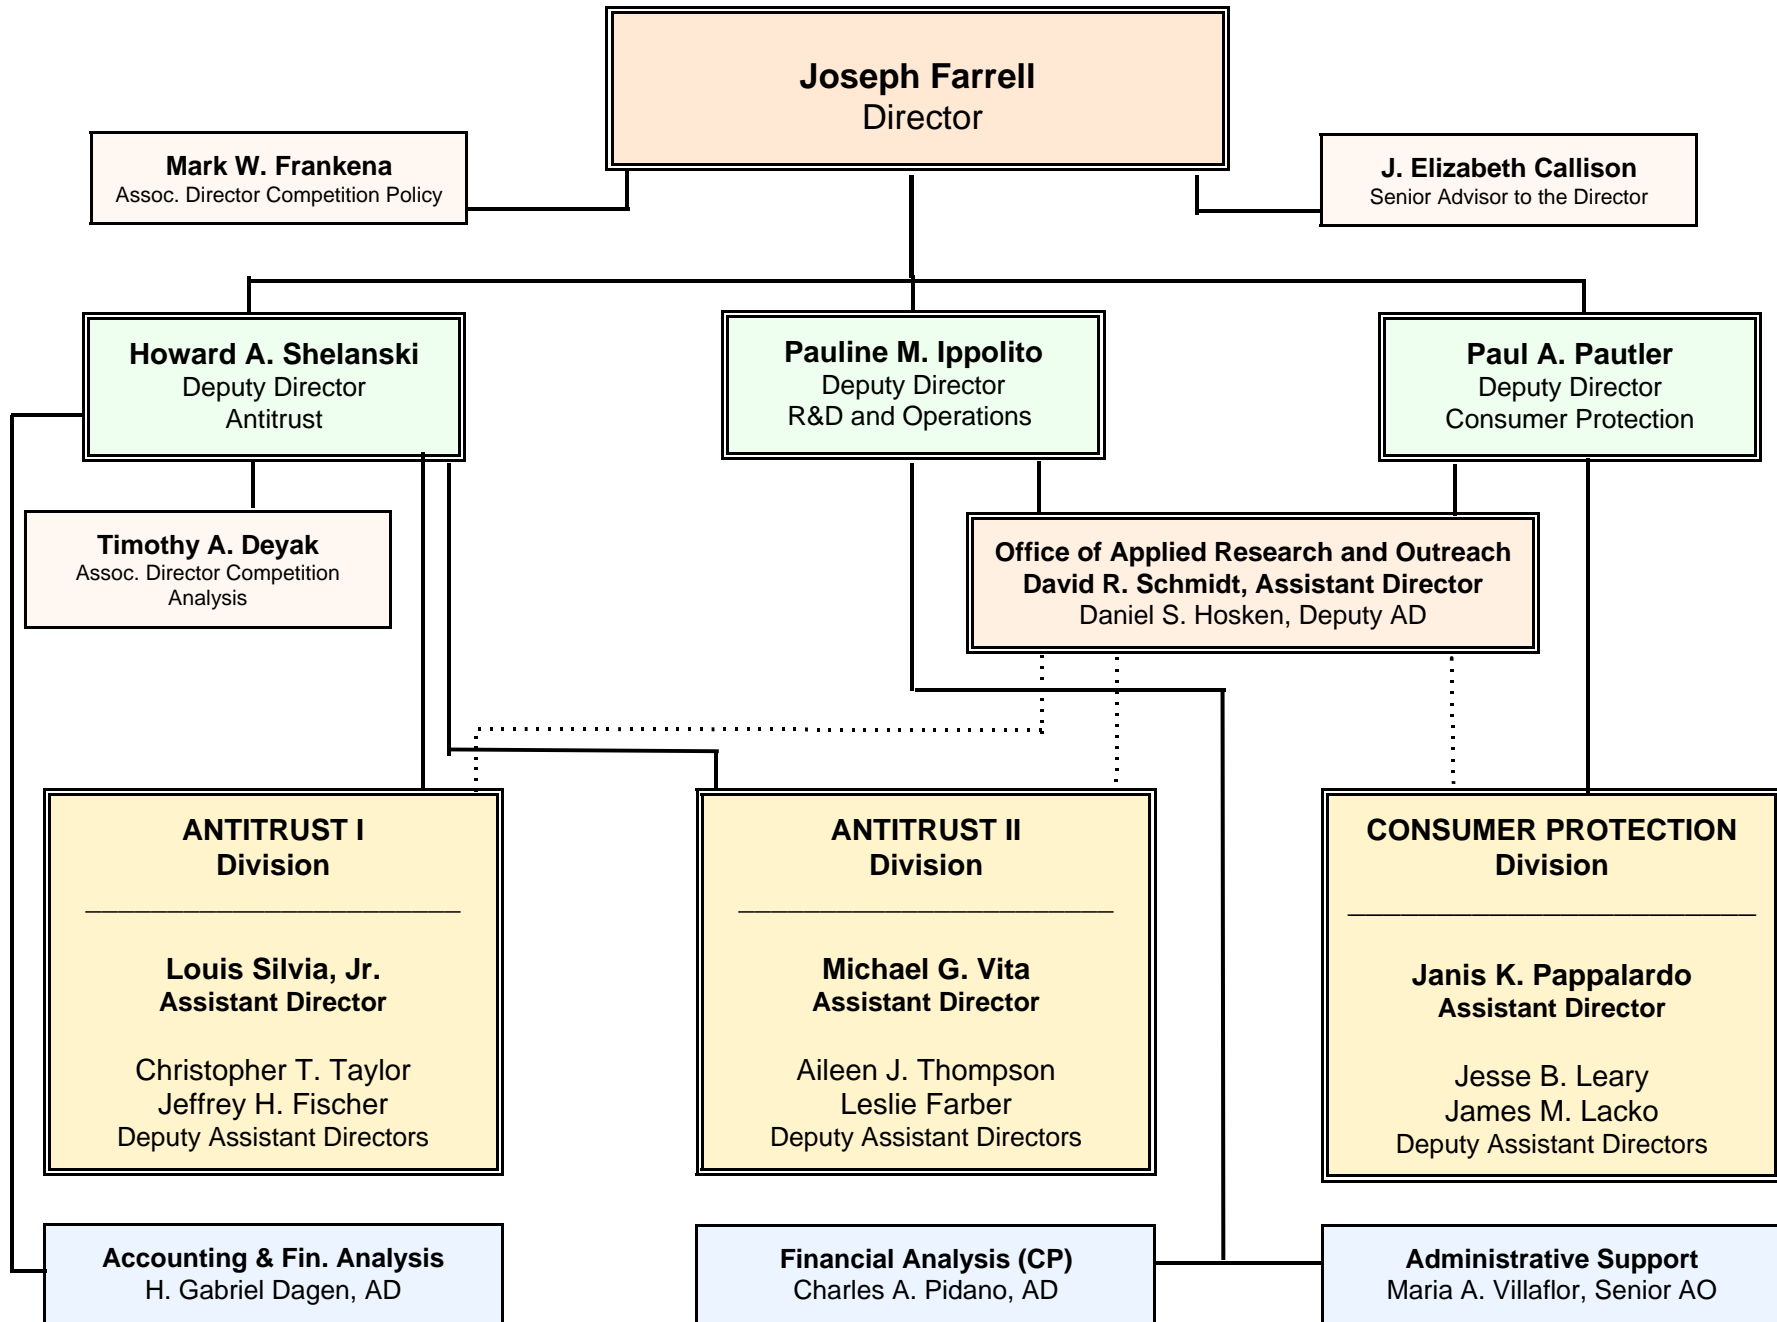 Joseph Farrell
Director
Mark W. Frankena
Assoc. Director Competition Policy
J. Elizabeth Callison
Senior Advisor to the Director
Howard A. Shelanski
Deputy Director
Antitrust
Pauline M. Ippolito
Deputy Director
R&D and Operations
Paul A. Pautler
Deputy Director
Consumer Protection
Timothy A. Deyak
Assoc. Director Competition
Analysis
Office of Applied Research and Outreach
David R. Schmidt, Assistant Director
Daniel S. Hosken, Deputy AD
ANTITRUST I
Division
Louis Silvia, Jr.
Assistant Director
Christopher T. Taylor
Jeffrey H. Fischer
Deputy Assistant Directors
ANTITRUST II
Division
Michael G. Vita
Assistant Director
Aileen J. Thompson
Leslie Farber
Deputy Assistant Directors
CONSUMER PROTECTION
Division
Janis K. Pappalardo
Assistant Director
Jesse B. Leary
James M. Lacko
Deputy Assistant Directors
Accounting & Fin. Analysis
H. Gabriel Dagen, AD
Financial Analysis (CP)
Charles A. Pidano, AD
Administrative Support
Maria A. Villaflor, Senior AO